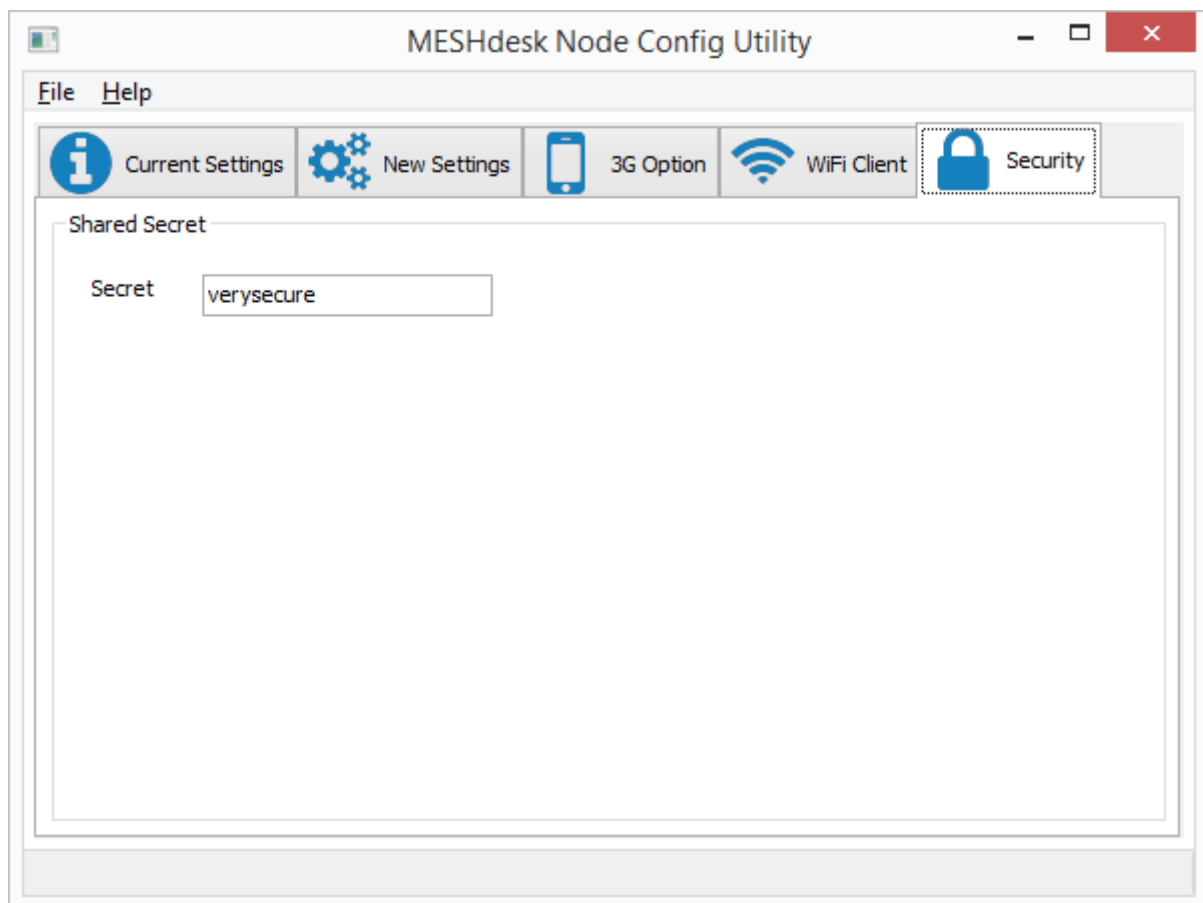 MESHdesk Node Config Utility
File Help
Current Settings New Settings 3G Option WiFi Client Security
Shared Secret
Secret verysecure